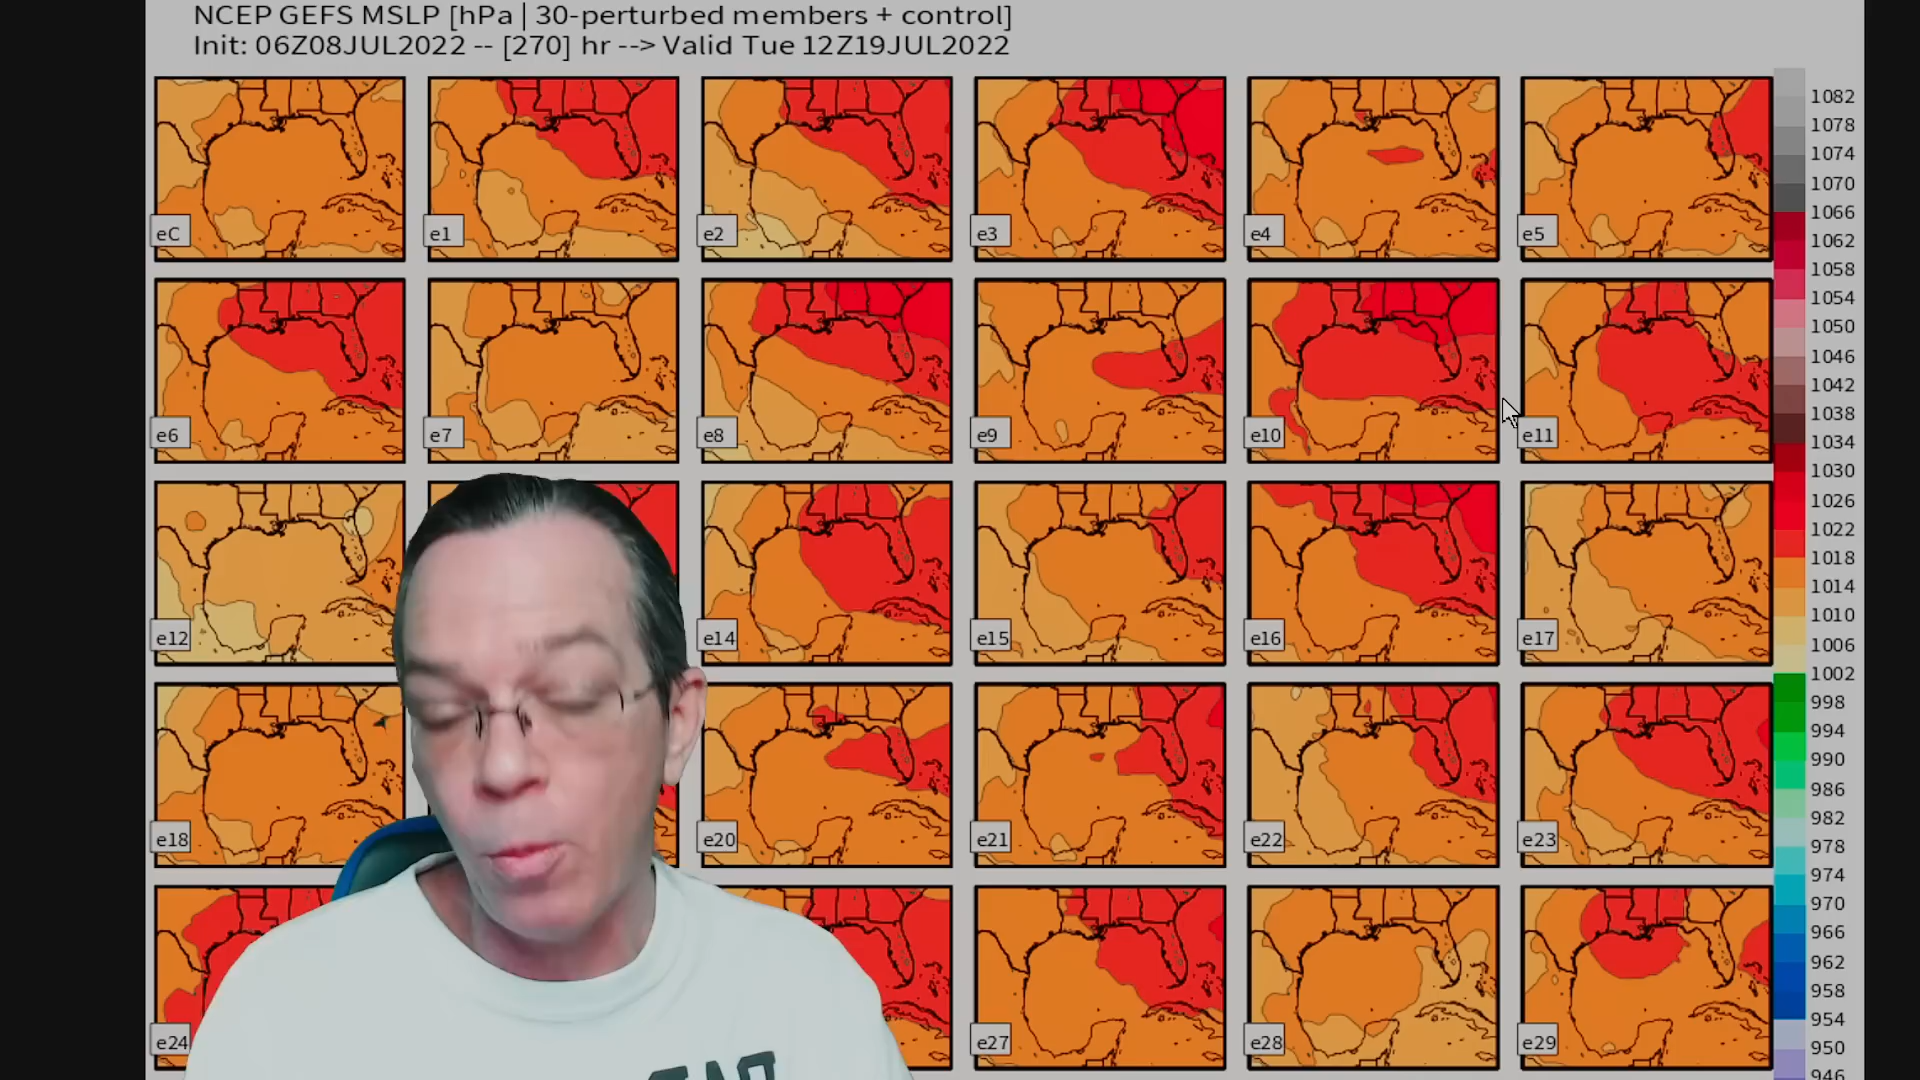 NCEP GEFS MSLP [hPa | 30-perturbed members + control]
Init: 06Z08JUL2022 -- [270] hr --> Valid Tue 12Z19JUL2022
eC
e1
e2
e3
e4
e5
e6
e7
e8
e9
e10
e11
e12
e14
e15
e16
e17
e18
e20
e21
e22
e23
e24
e27
e28
e29
1082
1078
1074
1070
1066
1062
1058
1054
1050
1046
1042
1038
1034
1030
1026
1022
1018
1014
1010
1006
1002
998
994
990
986
982
978
974
970
966
962
958
954
950
946